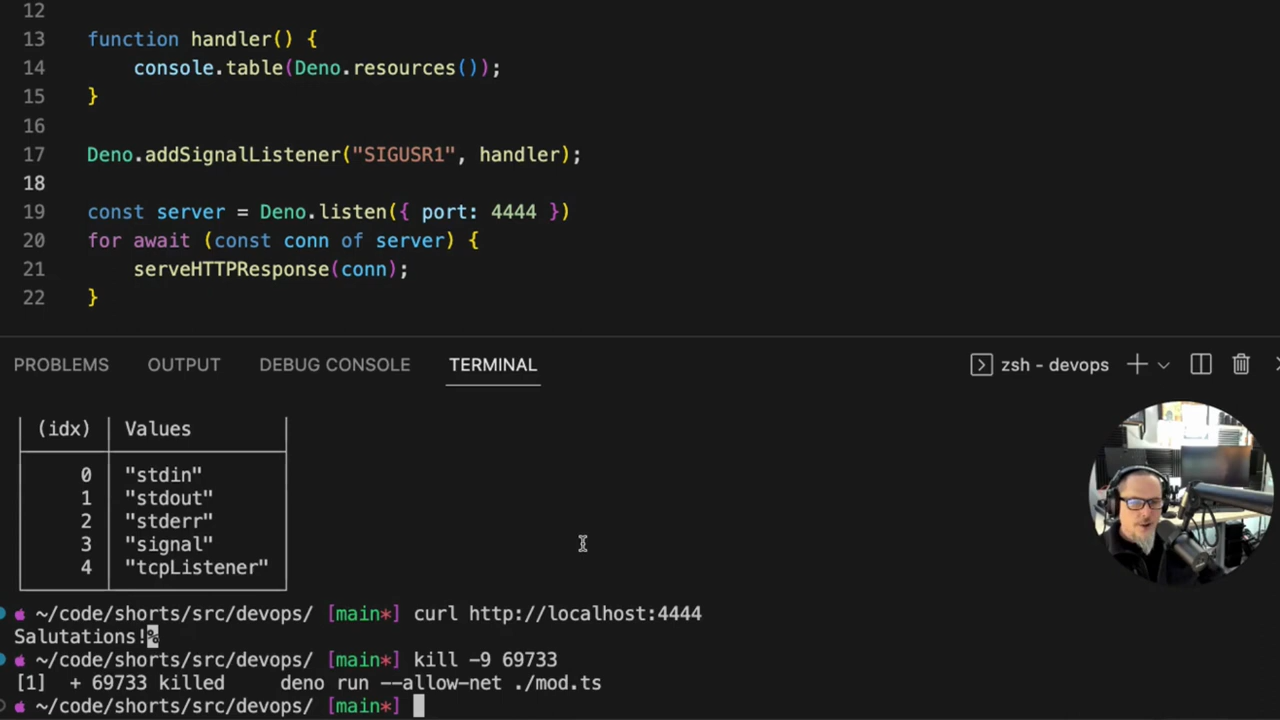 12
13 function handler() {
14 console.table(Deno.resources());
15 }
16
17 Deno.addSignalListener("SIGUSR1", handler);
18
19 const server = Deno.listen({ port: 4444 })
20 for await (const conn of server) {
21 serveHTTPResponse(conn);
22 }
PROBLEMS OUTPUT DEBUG CONSOLE TERMINAL zsh - devops
(idx) Values
0 "stdin"
1 "stdout"
2 "stderr"
3 "signal"
4 "tcpListener"
~/code/shorts/src/devops/ [main*] curl http://localhost:4444
Salutations!%
~/code/shorts/src/devops/ [main*] kill -9 69733
[1] + 69733 killed deno run --allow-net ./mod.ts
~/code/shorts/src/devops/ [main*]